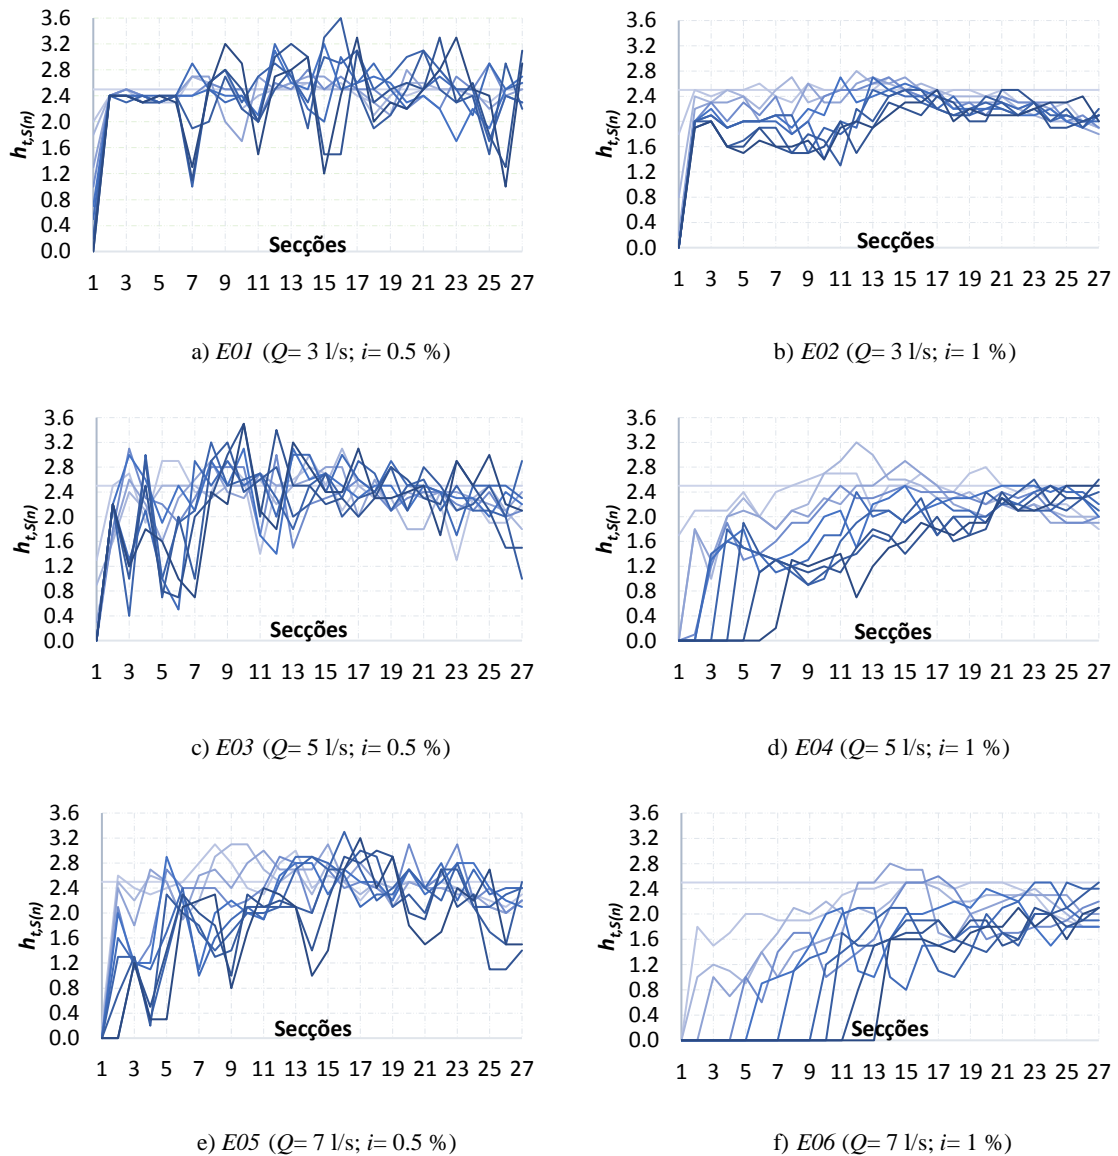 3.6
3.2
2.8
2.4
2.0
1.6
1.2
0.8
0.4
0.0
h t,S(n)
Secções
1 3 5 7 9 11 13 15 17 19 21 23 25 27
a) E01 (Q= 3 l/s; i= 0.5 %)
3.6
3.2
2.8
2.4
2.0
1.6
1.2
0.8
0.4
0.0
h t,S(n)
Secções
1 3 5 7 9 11 13 15 17 19 21 23 25 27
b) E02 (Q= 3 l/s; i= 1 %)
3.6
3.2
2.8
2.4
2.0
1.6
1.2
0.8
0.4
0.0
h t,S(n)
Secções
1 3 5 7 9 11 13 15 17 19 21 23 25 27
c) E03 (Q= 5 l/s; i= 0.5 %)
3.6
3.2
2.8
2.4
2.0
1.6
1.2
0.8
0.4
0.0
h t,S(n)
Secções
1 3 5 7 9 11 13 15 17 19 21 23 25 27
d) E04 (Q= 5 l/s; i= 1 %)
3.6
3.2
2.8
2.4
2.0
1.6
1.2
0.8
0.4
0.0
h t,S(n)
Secções
1 3 5 7 9 11 13 15 17 19 21 23 25 27
e) E05 (Q= 7 l/s; i= 0.5 %)
3.6
3.2
2.8
2.4
2.0
1.6
1.2
0.8
0.4
0.0
h t,S(n)
Secções
1 3 5 7 9 11 13 15 17 19 21 23 25 27
f) E06 (Q= 7 l/s; i= 1 %)